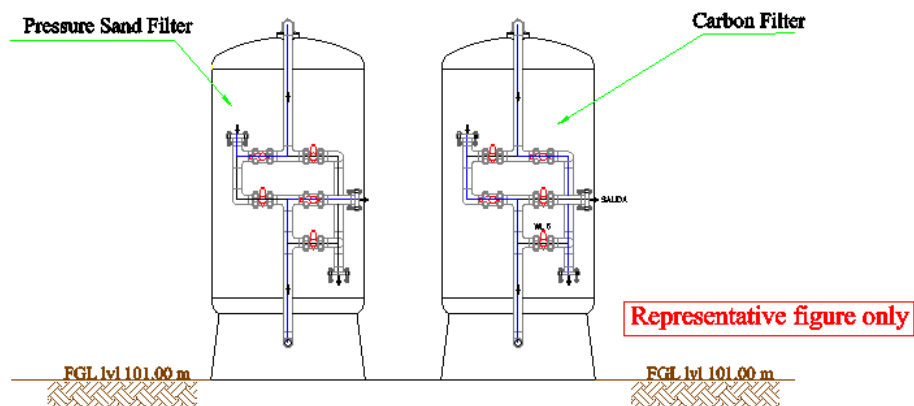 Pressure Sand Filter
Carbon Filter
SALIDA
Representative figure only
FGL lvl 101.00 m
FGL lvl 101.00 m